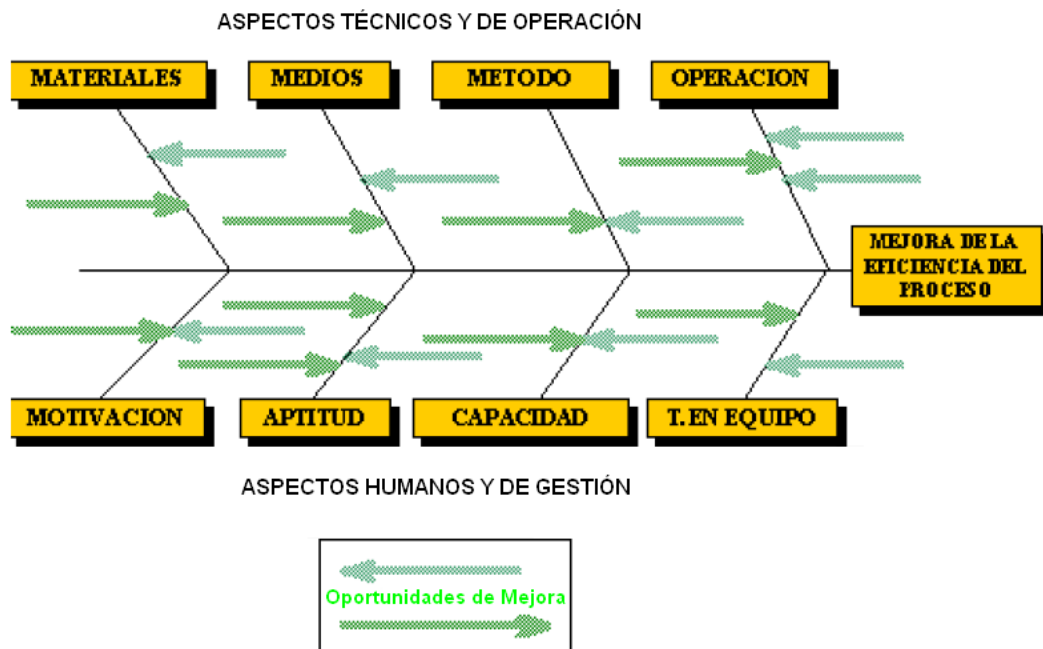 ASPECTOS TÉCNICOS Y DE OPERACIÓN
MATERIALES
MEDIOS
METODO
OPERACION
MEJORA DE LA
EFICIENCIA DEL
PROCESO
MOTIVACION
APTITUD
CAPACIDAD
T. EN EQUIPO
ASPECTOS HUMANOS Y DE GESTIÓN
Oportunidades de Mejora